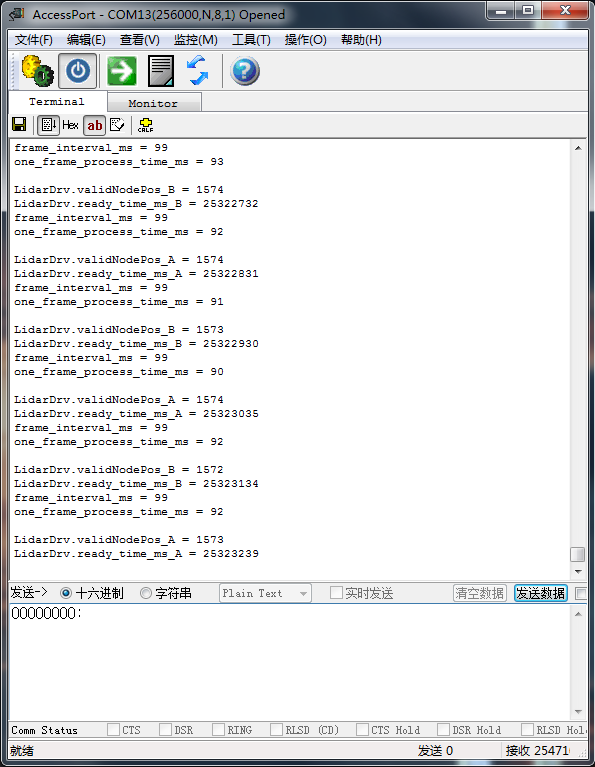 AccessPort - COM13(256000,N,8,1) Opened
文件(F) 编辑(E) 查看(V) 监控(M) 工具(T) 操作(O) 帮助(H)
Terminal Monitor
Hex ab CRLF
frame_interval_ms = 99
one_frame_process_time_ms = 93
LidarDrv.validNodePos_B = 1574
LidarDrv.ready_time_ms_B = 25322732
frame_interval_ms = 99
one_frame_process_time_ms = 92
LidarDrv.validNodePos_A = 1574
LidarDrv.ready_time_ms_A = 25322831
frame_interval_ms = 99
one_frame_process_time_ms = 91
LidarDrv.validNodePos_B = 1573
LidarDrv.ready_time_ms_B = 25322930
frame_interval_ms = 99
one_frame_process_time_ms = 90
LidarDrv.validNodePos_A = 1574
LidarDrv.ready_time_ms_A = 25323035
frame_interval_ms = 99
one_frame_process_time_ms = 92
LidarDrv.validNodePos_B = 1572
LidarDrv.ready_time_ms_B = 25323134
frame_interval_ms = 99
one_frame_process_time_ms = 92
LidarDrv.validNodePos_A = 1573
LidarDrv.ready_time_ms_A = 25323239
发送-> 十六进制 字符串 Plain Text 实时发送 清空数据 发送数据
00000000:
Comm Status CTS DSR RING RLSD (CD) CTS Hold DSR Hold RLSD Hol
就绪 发送 0 接收 25471